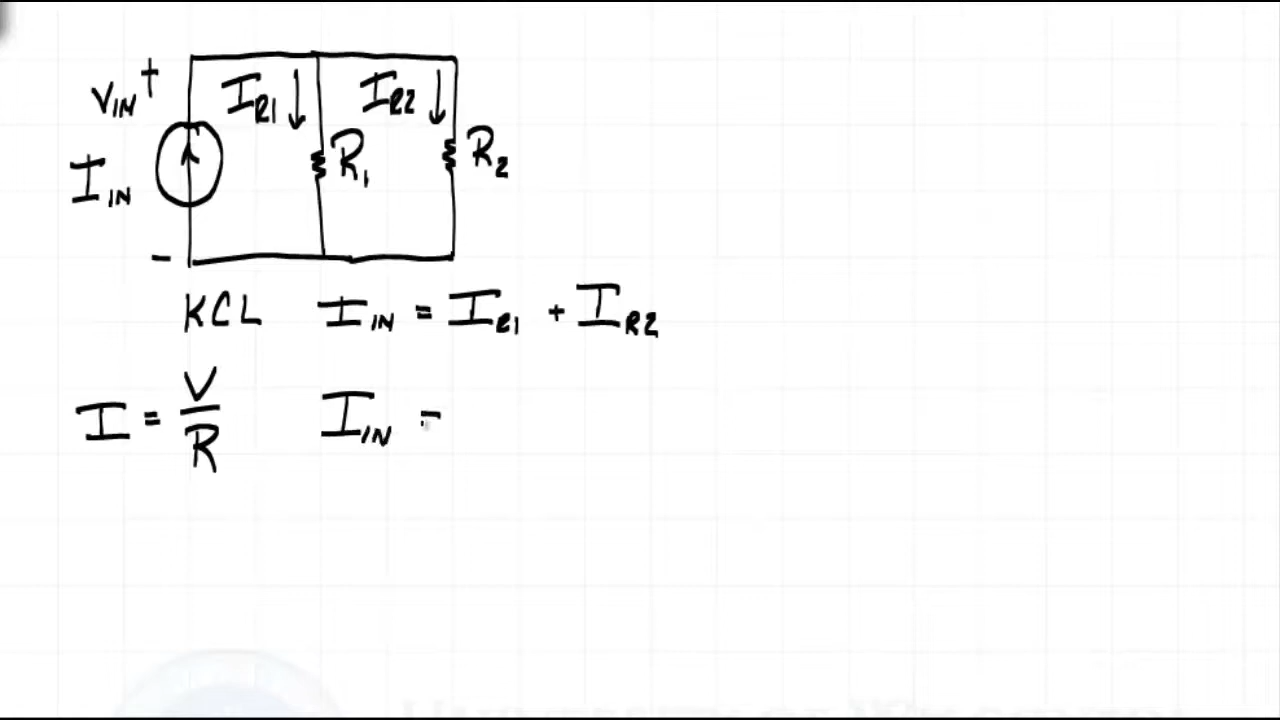 V_IN +
I_R1 ↓
I_R2 ↓
I_IN
R_1
R_2
-
KCL I_IN = I_R1 + I_R2
I = V/R I_IN =